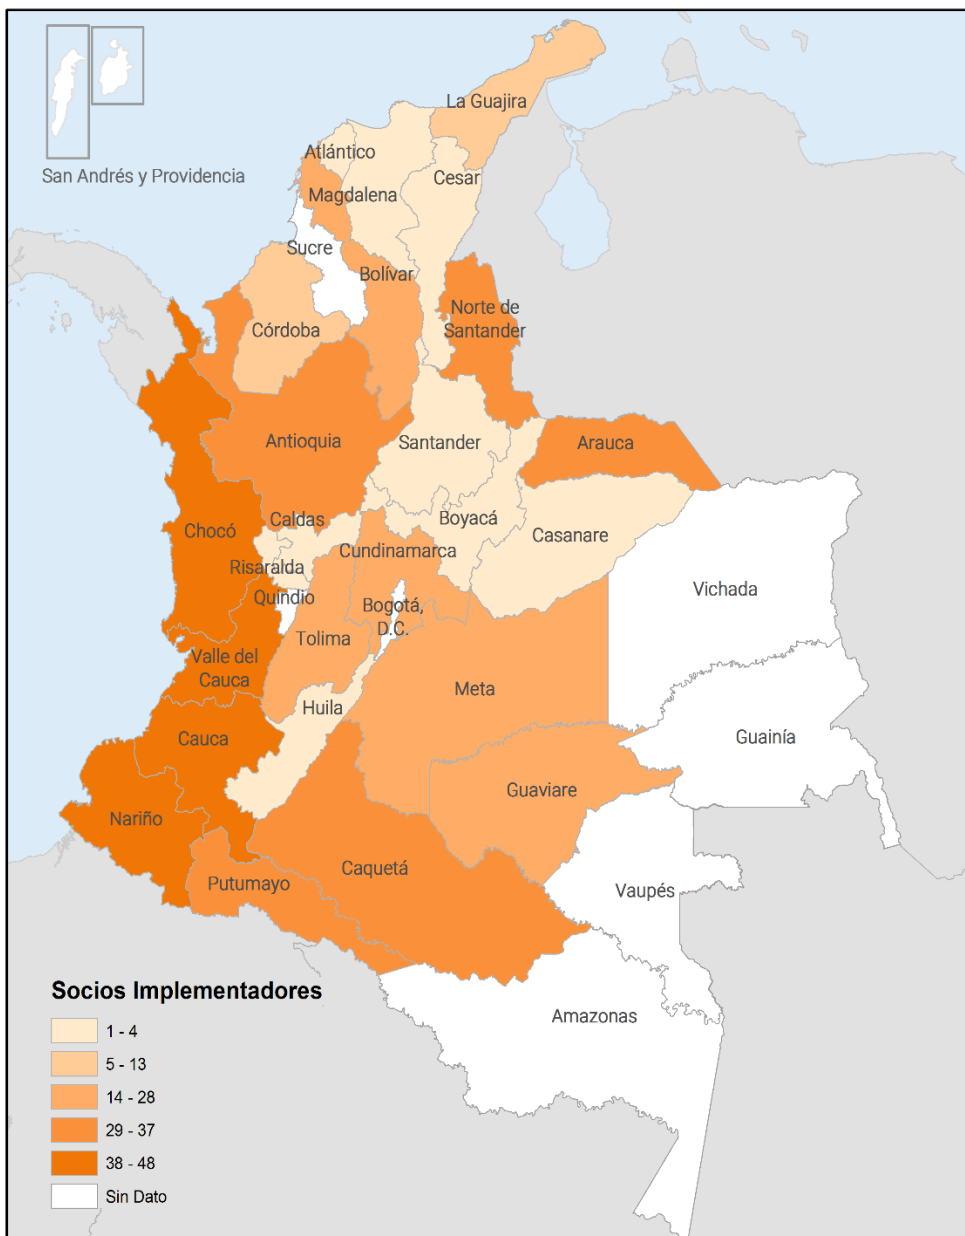 La Guajira
Atlántico
Cesar
San Andrés y Providencia
Magdalena
Sucre
Bolívar
Norte de
Santander
Córdoba
Antioquia
Santander
Arauca
Caldas
Boyacá
Chocó
Casanare
Cundinamarca
Risaralda
Vichada
Quindio
Bogotá,
D.C.
Tolima
Valle del
Cauca
Meta
Huila
Cauca
Guainía
Guaviare
Nariño
Caquetá
Putumayo
Vaupés
Amazonas
Socios Implementadores
1 - 4
5 - 13
14 - 28
29 - 37
38 - 48
Sin Dato